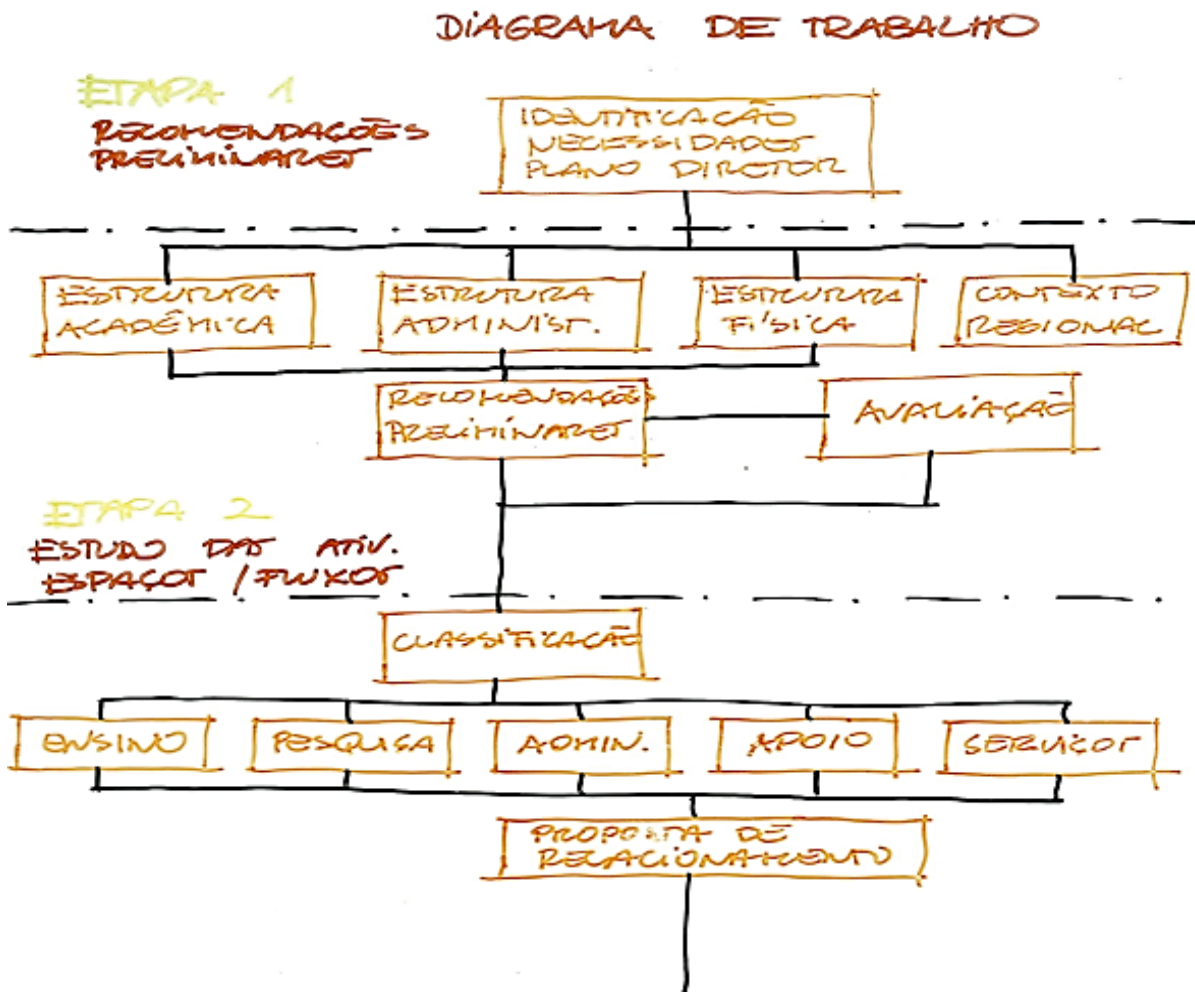 DIAGRAMA DE TRABALHO
ETAPA 1
RECOMENDAÇÕES
PRELIMINARES
IDENTIFICAÇÃO
NECESSIDADES
PLANO DIRETOR
ESTRUTURA
ACADÊMICA
ESTRUTURA
ADMINIST.
ESTRUTURA
FÍSICA
CONTEXTO
REGIONAL
RECOMENDAÇÕES
PRELIMINARES
AVALIAÇÃO
ETAPA 2
ESTUDO DAS ATIV.
ESPAÇOS / FLUXOS
CLASSIFICAÇÃO
ENSINO
PESQUISA
ADMIN.
APOIO
SERVIÇOS
PROPOSTA DE
RELACIONAMENTO